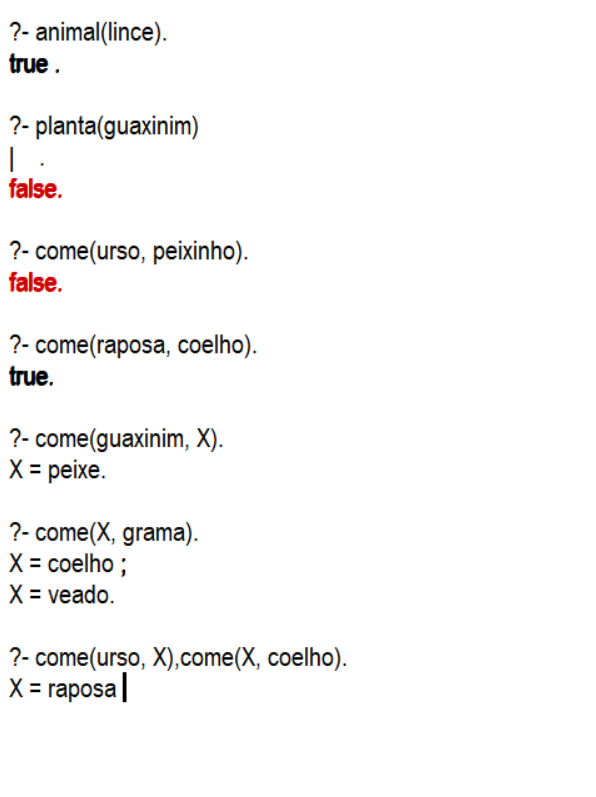 ?- animal(lince).
true .
?- planta(guaxinim)
|    .
false.
?- come(urso, peixinho).
false.
?- come(raposa, coelho).
true.
?- come(guaxinim, X).
X = peixe.
?- come(X, grama).
X = coelho ;
X = veado.
?- come(urso, X),come(X, coelho).
X = raposa